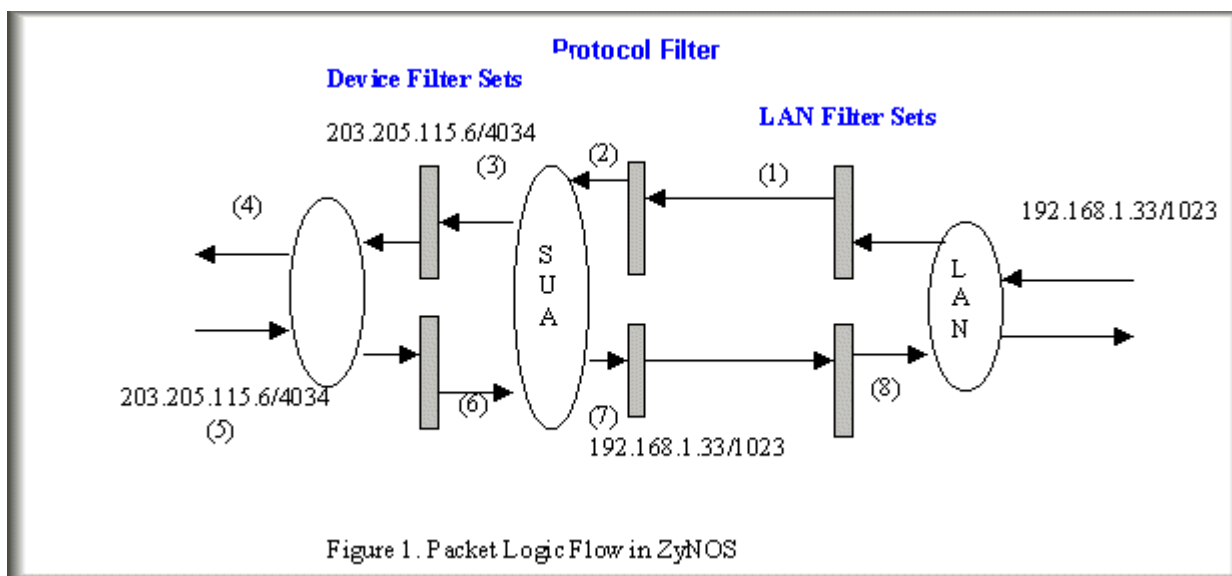 Protocol Filter
Device Filter Sets
LAN Filter Sets
203.205.115.6/4034
(3)
(2)
(1)
(4)
192.168.1.33/1023
S
U
A
L
A
N
203.205.115.6/4034
(5)
(6)
(7)
(8)
192.168.1.33/1023
Figure 1. Packet Logic Flow in ZyNOS